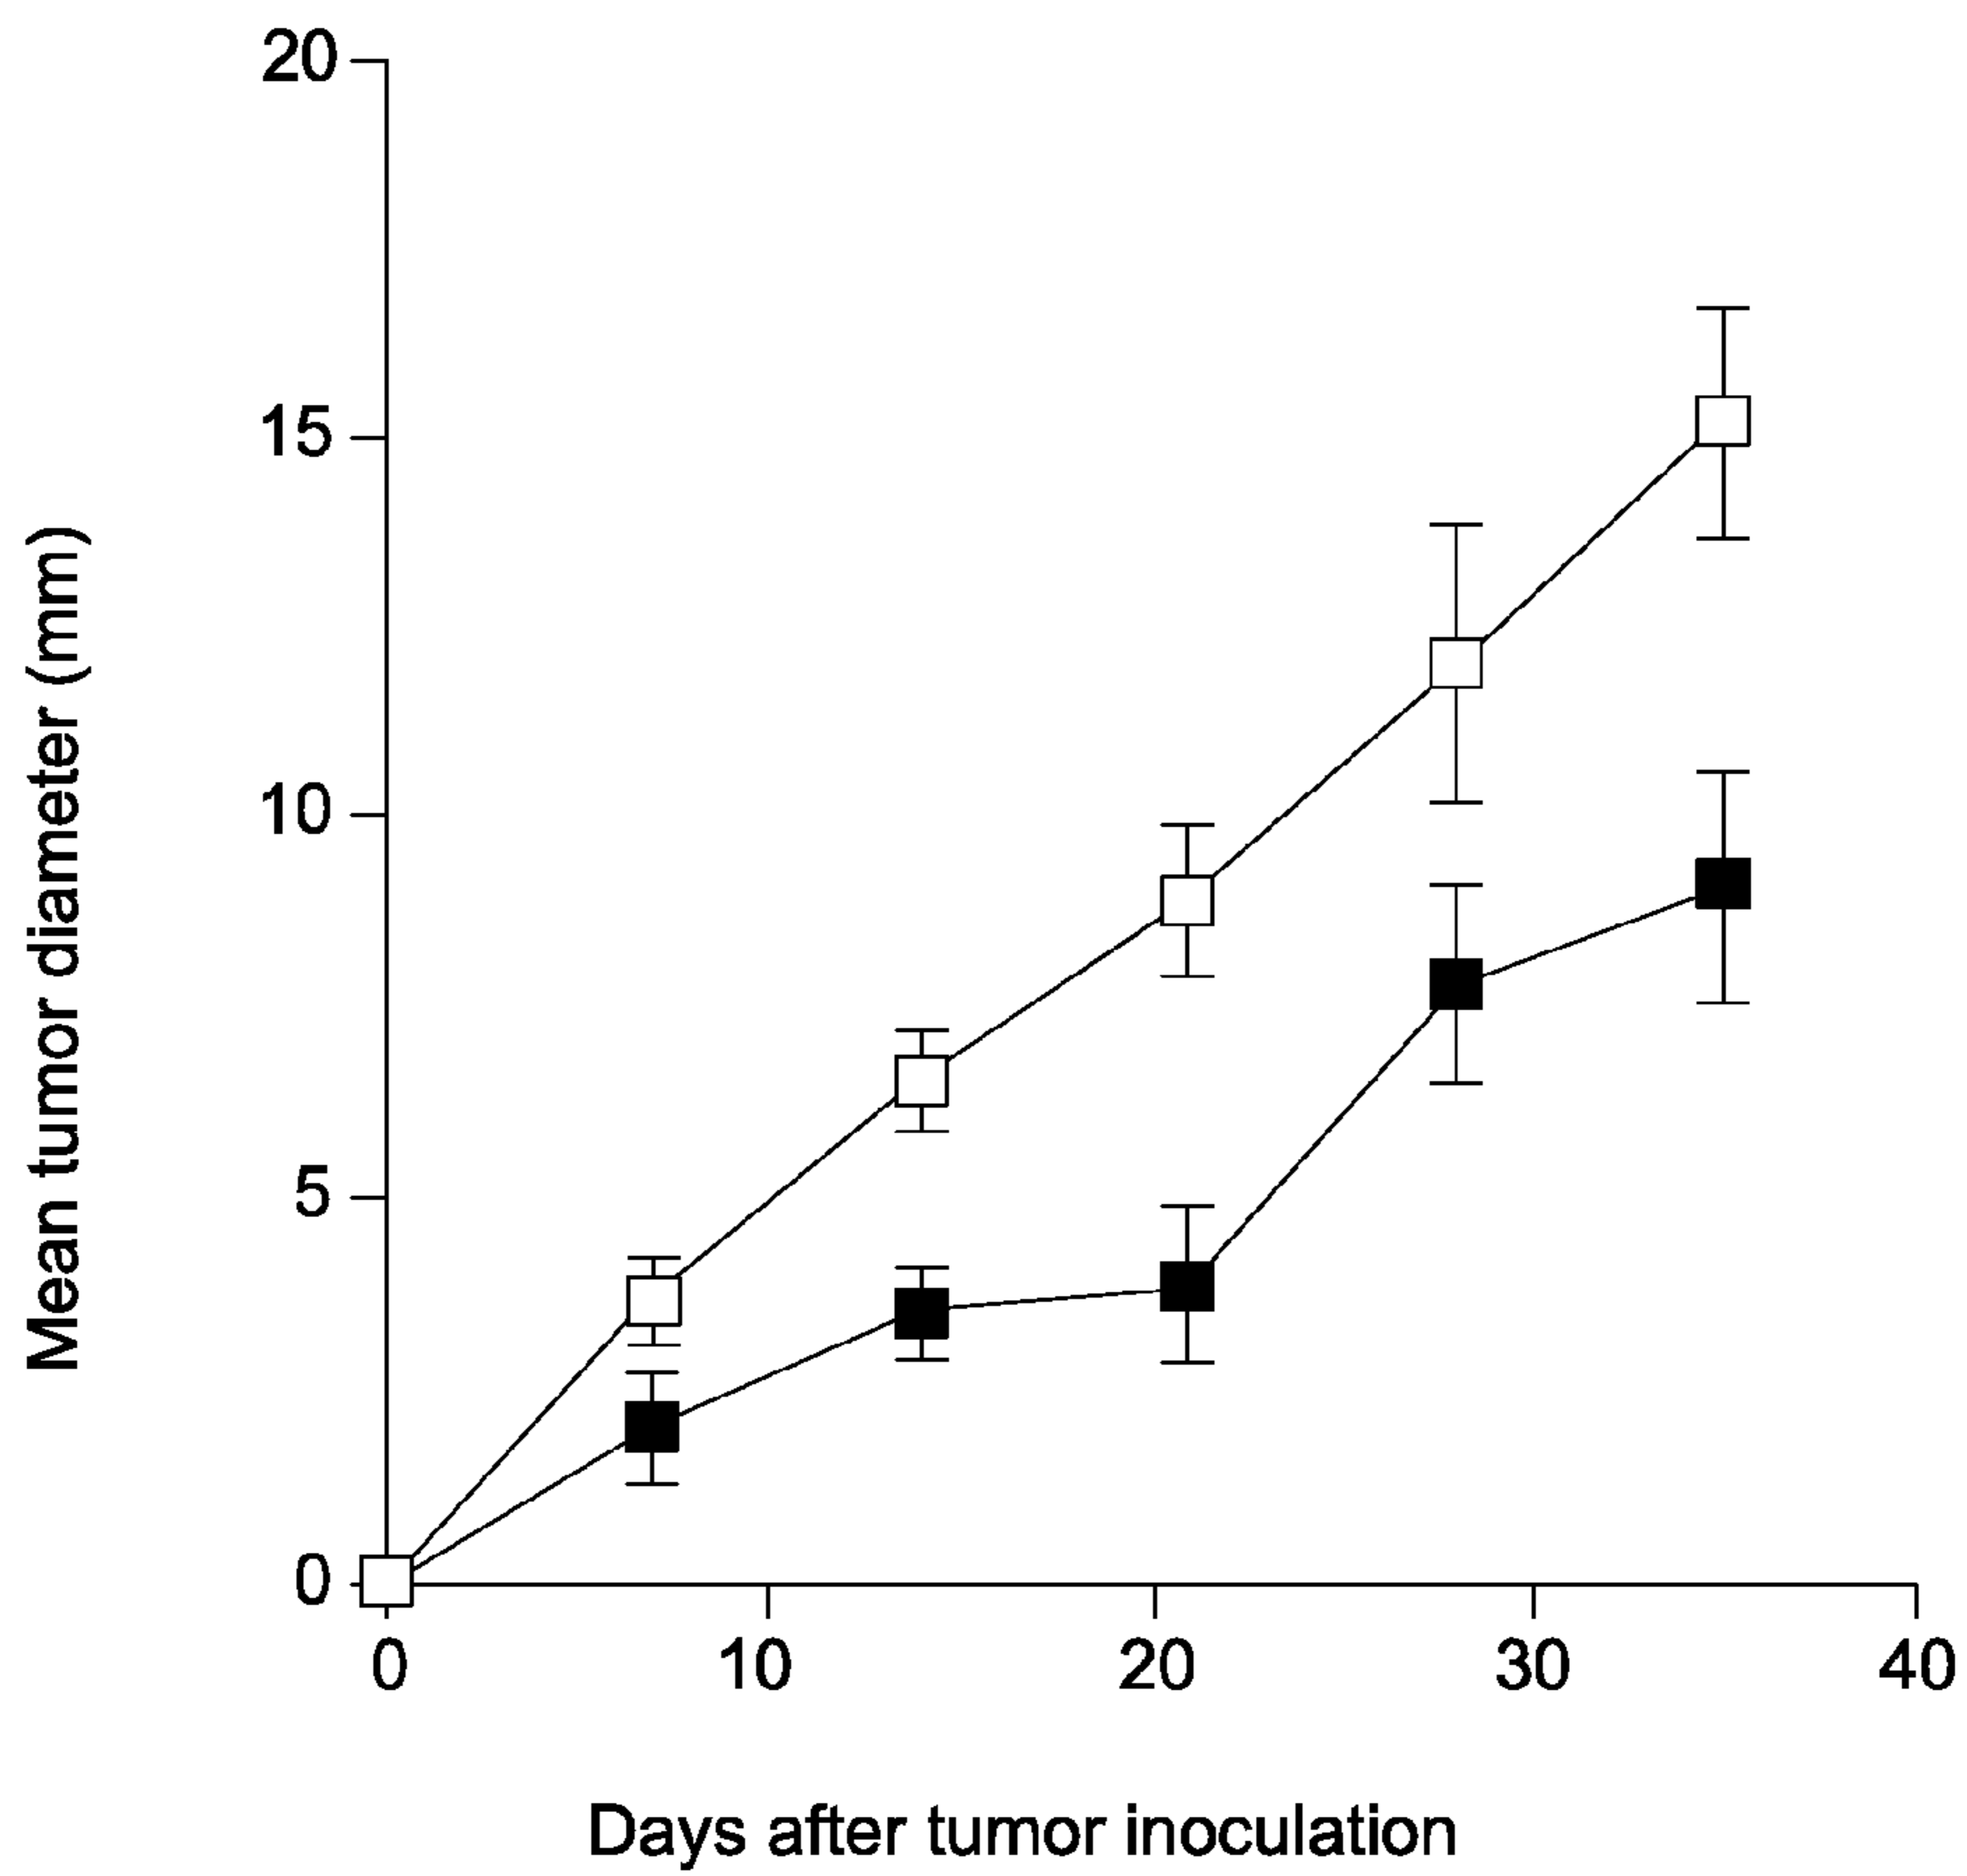 20
15
10
5
0
0 10 20 30 40
Mean tumor diameter (mm)
Days after tumor inoculation